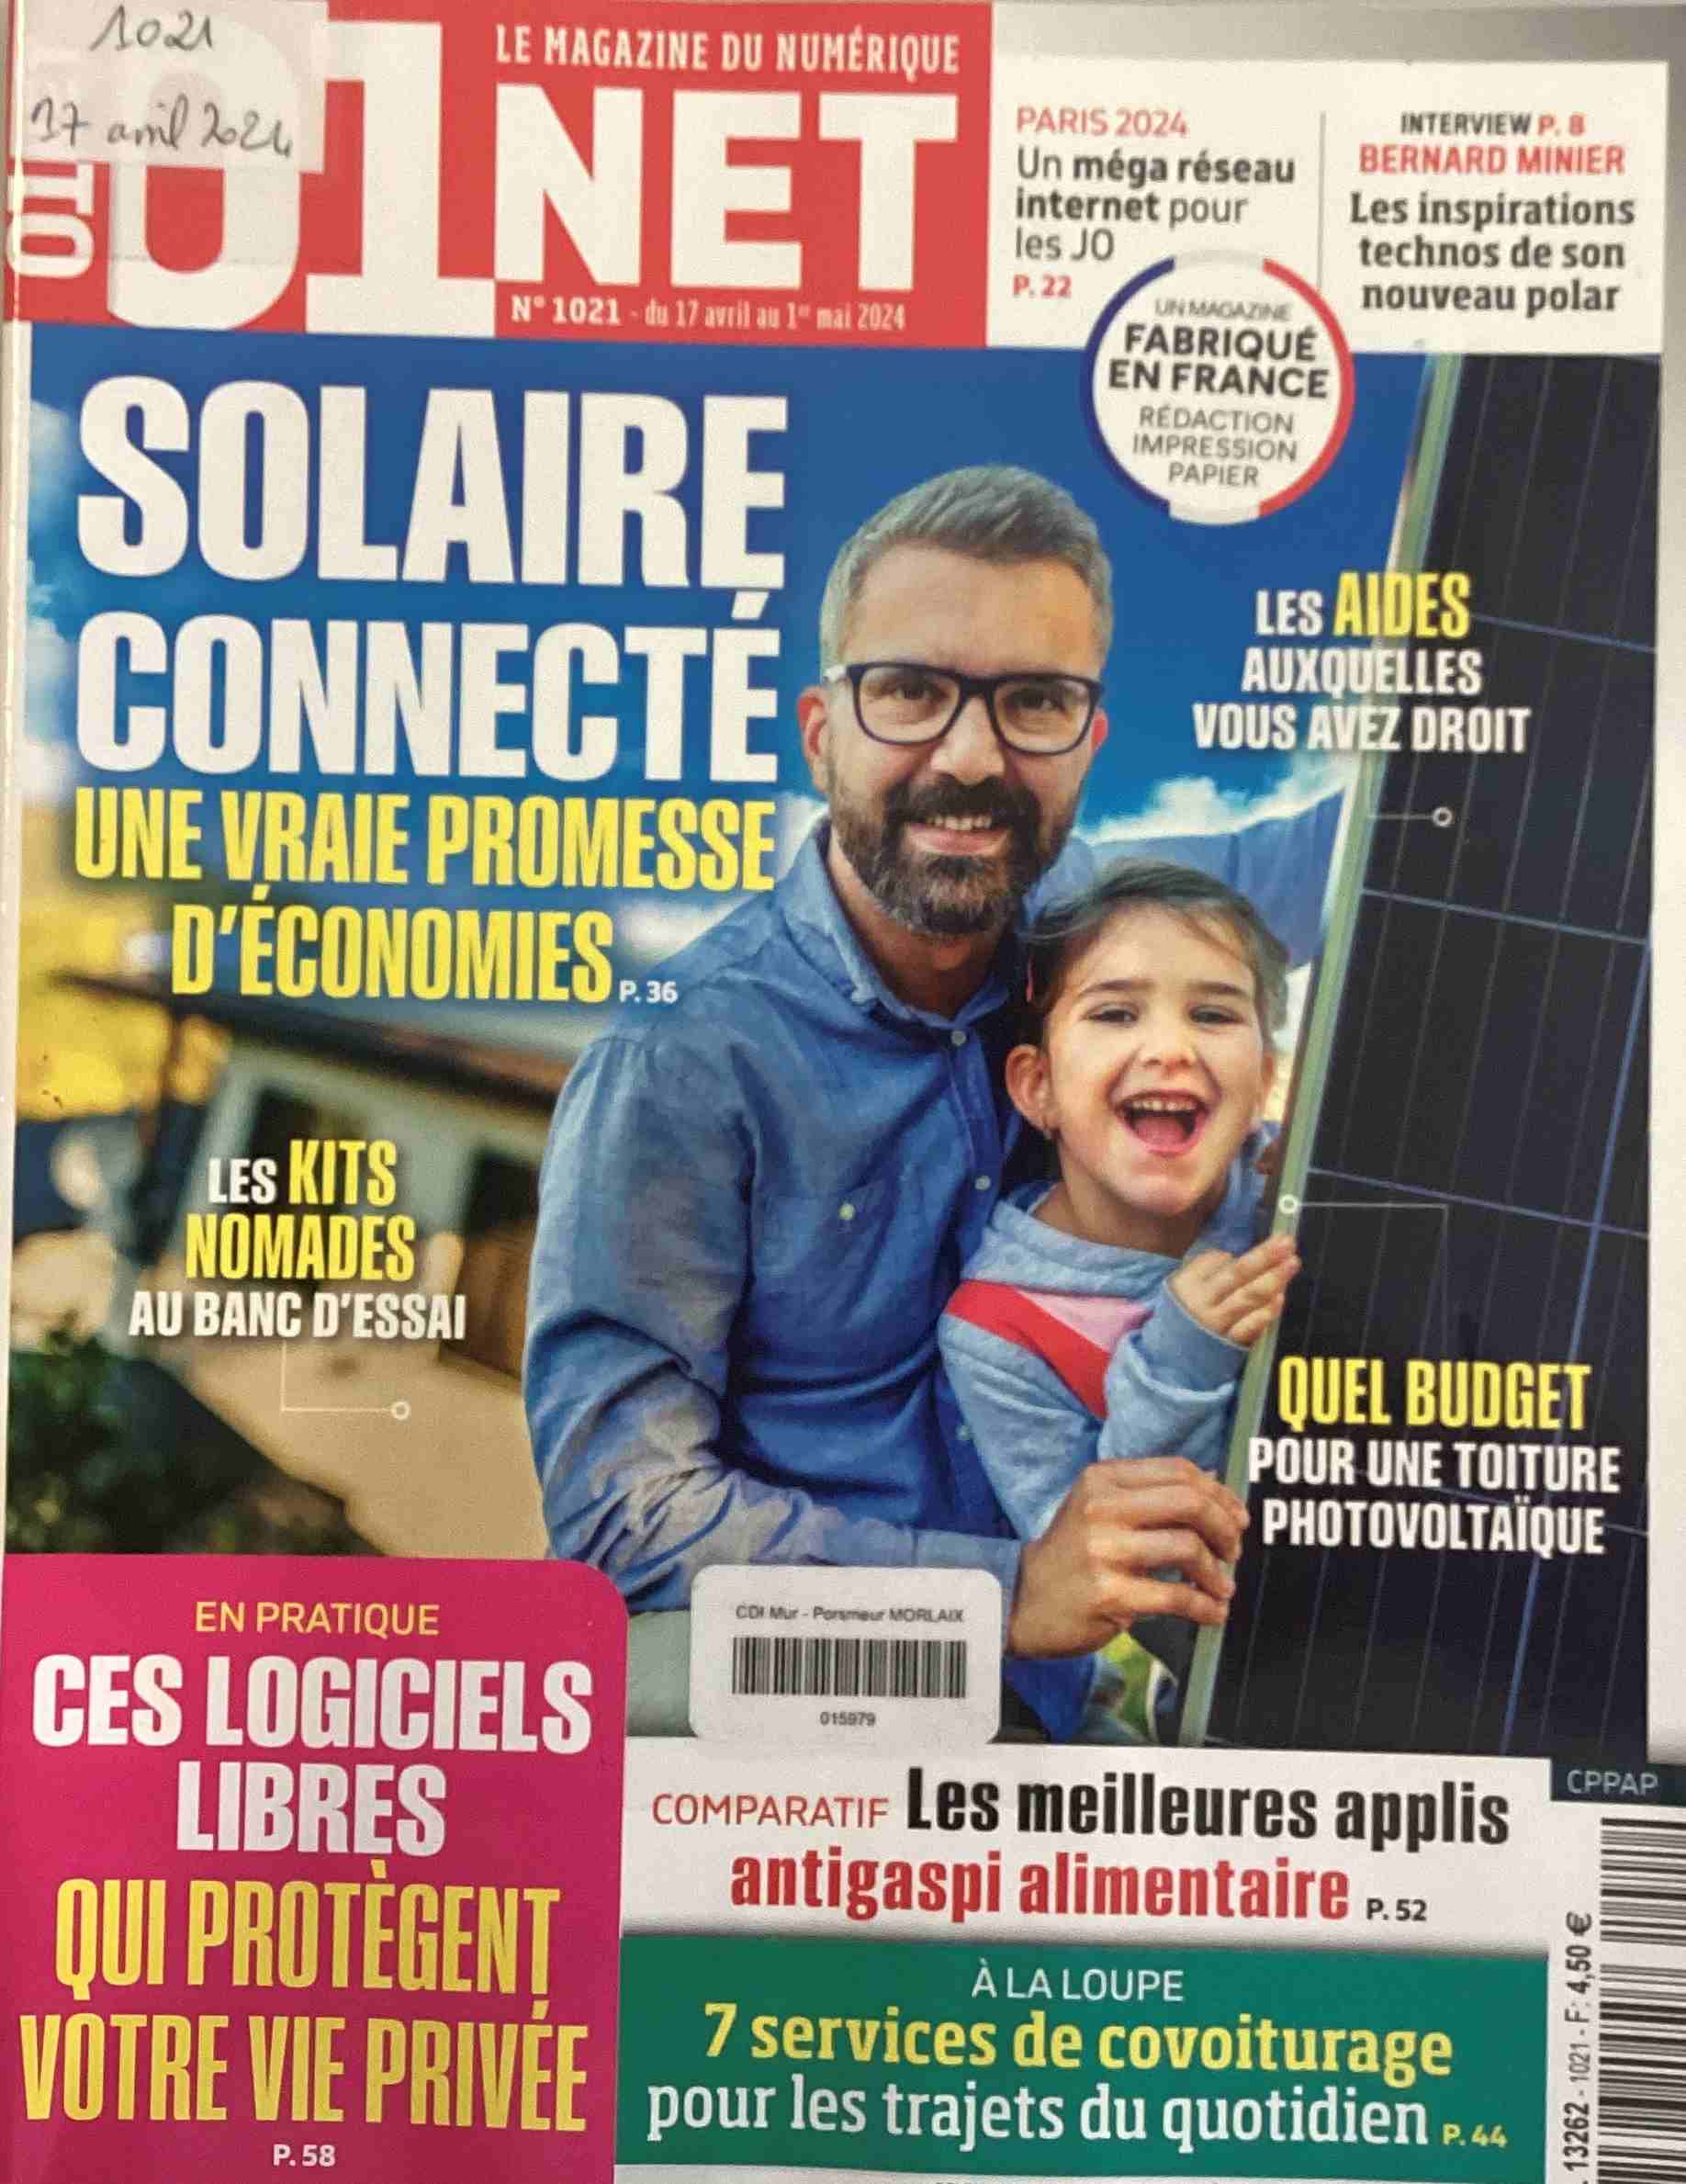 1021
17 avril 2024
LE MAGAZINE DU NUMÉRIQUE
01NET
N° 1021 - du 17 avril au 1er mai 2024
PARIS 2024
Un méga réseau
internet pour
les JO
P. 22
INTERVIEW P. 8
BERNARD MINIER
Les inspirations
technos de son
nouveau polar
UN MAGAZINE
FABRIQUÉ
EN FRANCE
RÉDACTION
IMPRESSION
PAPIER
SOLAIRE
CONNECTÉ
UNE VRAIE PROMESSE
D'ÉCONOMIES P. 36
LES AIDES
AUXQUELLES
VOUS AVEZ DROIT
LES KITS
NOMADES
AU BANC D'ESSAI
QUEL BUDGET
POUR UNE TOITURE
PHOTOVOLTAÏQUE
EN PRATIQUE
CES LOGICIELS
LIBRES
QUI PROTÈGENT
VOTRE VIE PRIVÉE
P. 58
CDI Mur - Porsmeur MORLAIX
015979
COMPARATIF Les meilleures applis
antigaspi alimentaire P. 52
À LA LOUPE
7 services de covoiturage
pour les trajets du quotidien P. 44
CPPAP
13262 - 1021 - F: 4,50 €